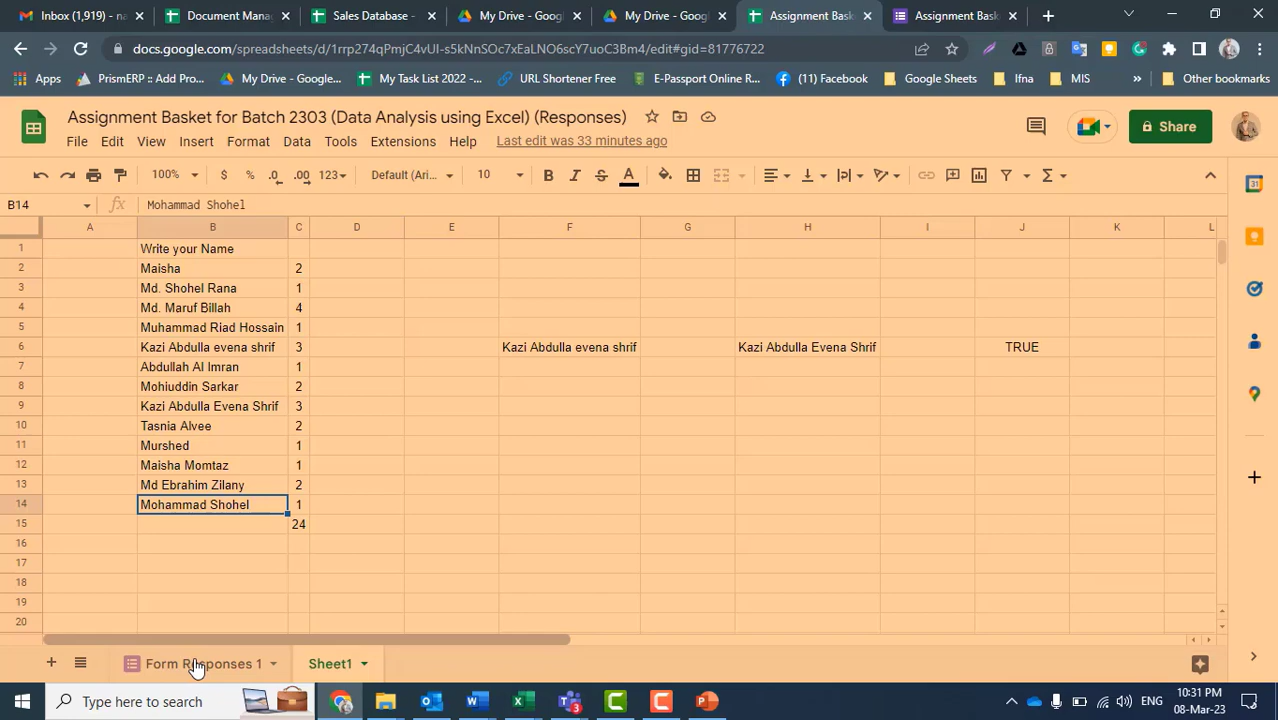 Inbox (1,919) - na
Document Mana
Sales Database -
My Drive - Googl
My Drive - Googl
Assignment Bask
Assignment Bask
docs.google.com/spreadsheets/d/1rrp274qPmjC4vUI-s5kNnSOc7xEaLNO6scY7uoC3Bm4/edit#gid=81776722
Apps
PrismERP :: Add Pro...
My Drive - Google...
My Task List 2022 -...
URL Shortener Free
E-Passport Online R...
(11) Facebook
Google Sheets
Ifna
MIS
Other bookmarks
Assignment Basket for Batch 2303 (Data Analysis using Excel) (Responses)
Share
File Edit View Insert Format Data Tools Extensions Help Last edit was 33 minutes ago
100% $ % .0 .00 123 Default (Ari... 10 B I S A
B14 fx Mohammad Shohel
A B C D E F G H I J K L
1 Write your Name
2 Maisha 2
3 Md. Shohel Rana 1
4 Md. Maruf Billah 4
5 Muhammad Riad Hossain 1
6 Kazi Abdulla evena shrif 3 Kazi Abdulla evena shrif Kazi Abdulla Evena Shrif TRUE
7 Abdullah Al Imran 1
8 Mohiuddin Sarkar 2
9 Kazi Abdulla Evena Shrif 3
10 Tasnia Alvee 2
11 Murshed 1
12 Maisha Momtaz 1
13 Md Ebrahim Zilany 2
14 Mohammad Shohel 1
15 24
16
17
18
19
20
Form Responses 1
Sheet1
Type here to search
ENG
10:31 PM
08-Mar-23